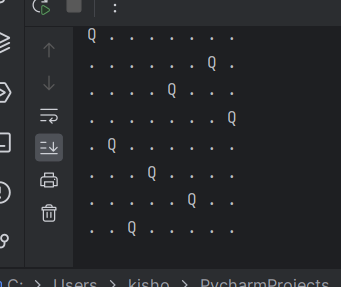 Q . . . . . . .
. . . . . . Q .
. . . . Q . . .
. . . . . . . Q
. Q . . . . . .
. . . Q . . . .
. . . . . Q . .
. . Q . . . . .
C: > Users > kisho > PycharmProjects